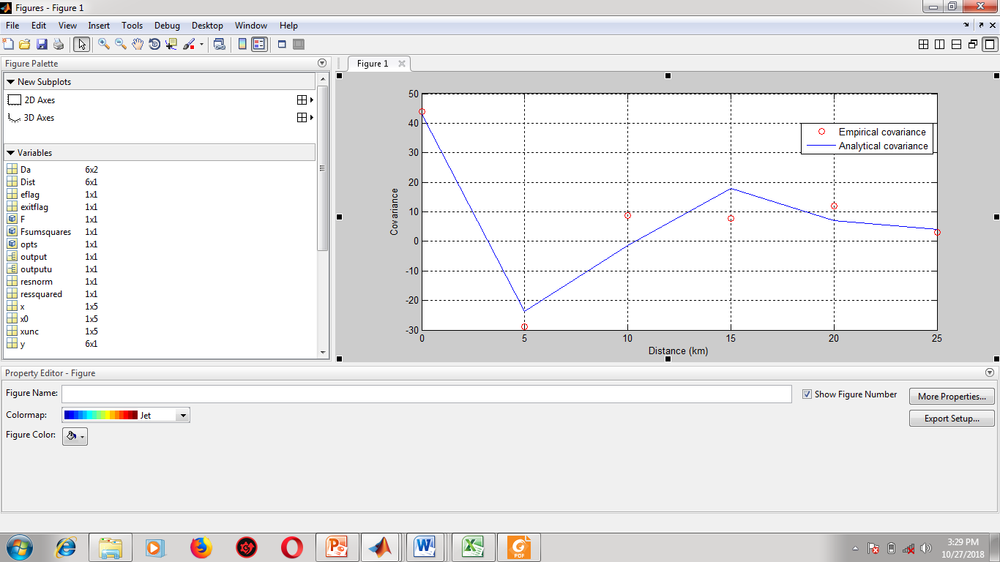 Figures - Figure 1
File Edit View Insert Tools Debug Desktop Window Help
Figure Palette
New Subplots
2D Axes
3D Axes
Variables
Da 6x2
Dist 6x1
eflag 1x1
exitflag 1x1
F 1x1
Fsumsquares 1x1
opts 1x1
output 1x1
outputu 1x1
resnorm 1x1
ressquared 1x1
x 1x5
x0 1x5
xunc 1x5
y 6x1
Figure 1
50
40
30
20
10
0
-10
-20
-30
Covariance
Empirical covariance
Analytical covariance
0 5 10 15 20 25
Distance (km)
Property Editor - Figure
Figure Name:
Show Figure Number
More Properties...
Colormap:
Jet
Export Setup...
Figure Color:
PDF
3:29 PM
10/27/2018